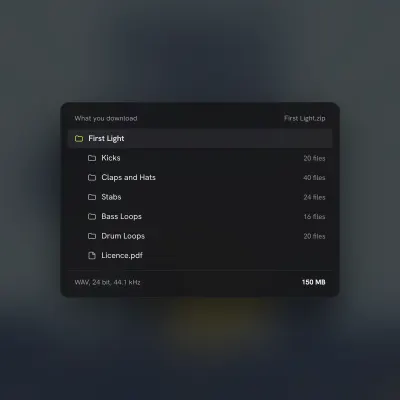 What you download First Light.zip
First Light
Kicks 20 files
Claps and Hats 40 files
Stabs 24 files
Bass Loops 16 files
Drum Loops 20 files
Licence.pdf
WAV, 24 bit, 44.1 kHz 150 MB